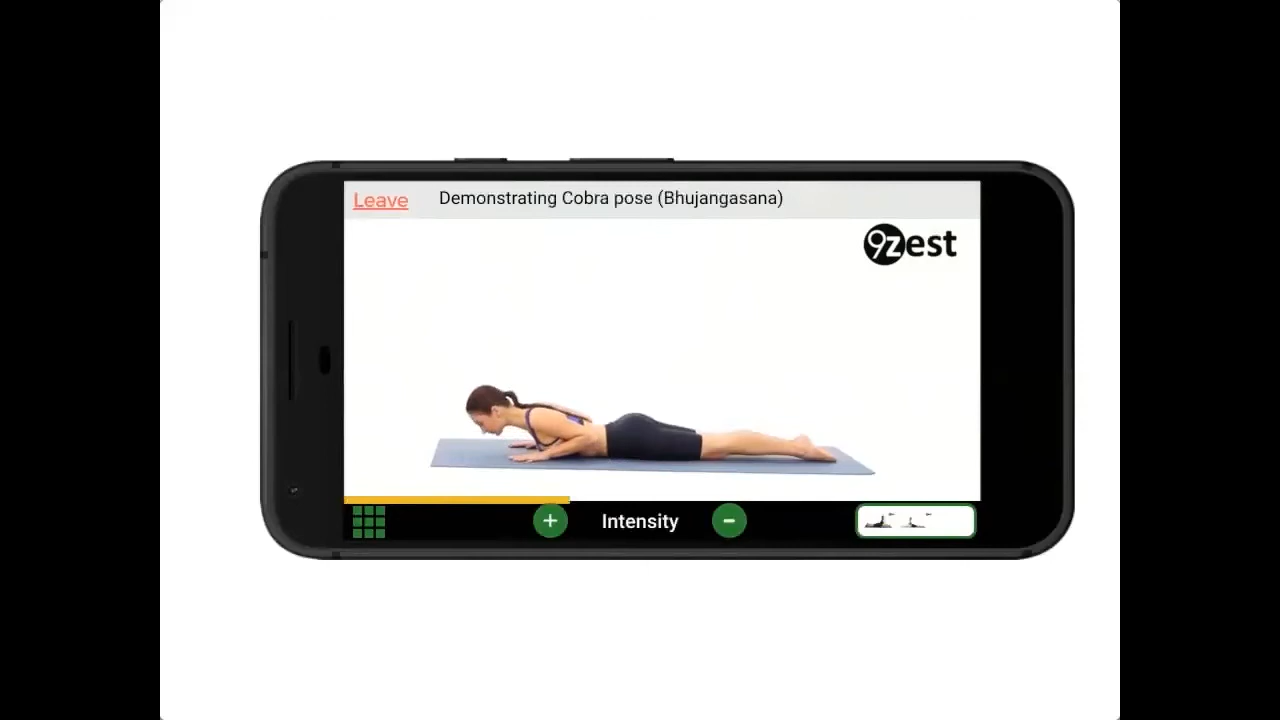 Leave
Demonstrating Cobra pose (Bhujangasana)
9zest
+ Intensity -